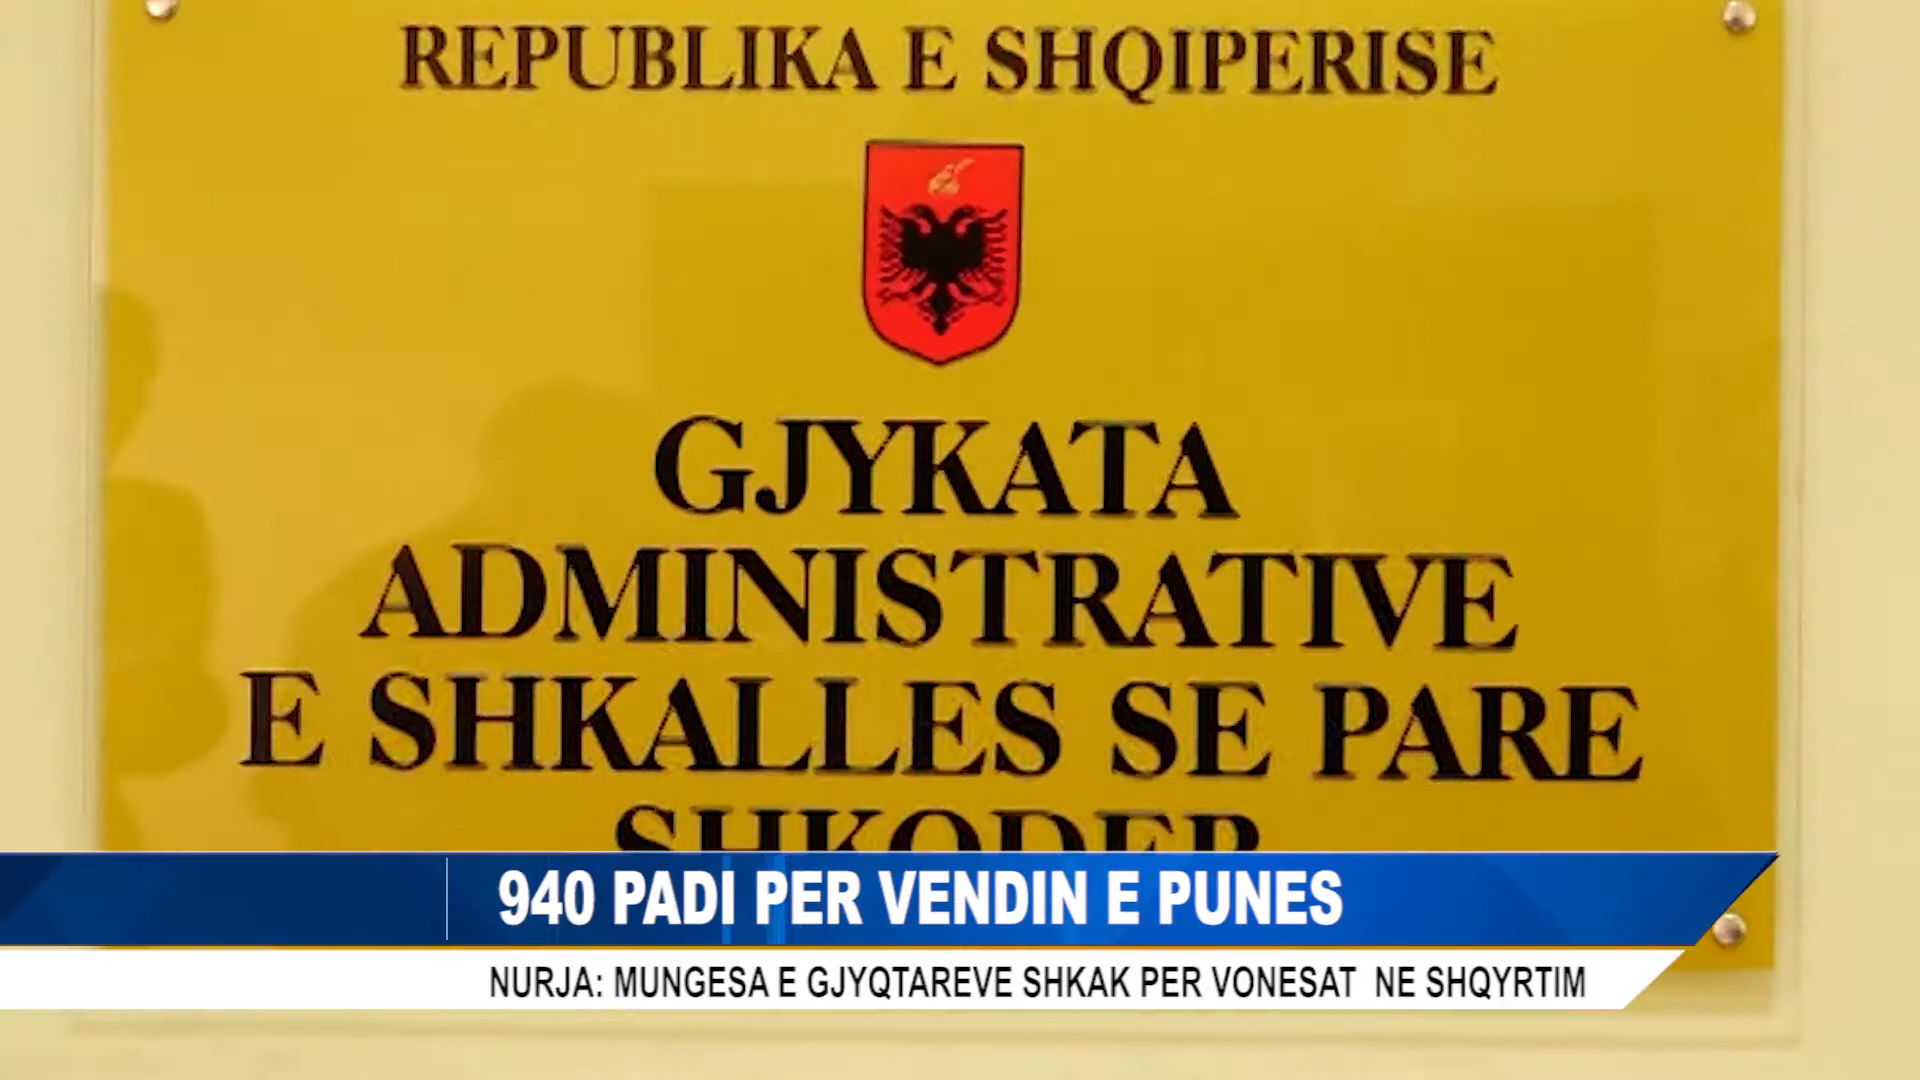 REPUBLIKA E SHQIPERISE
GJYKATA
ADMINISTRATIVE
E SHKALLES SE PARE
SHKODER
940 PADI PER VENDIN E PUNES
NURJA: MUNGESA E GJYQTAREVE SHKAK PER VONESAT NE SHQYRTIM